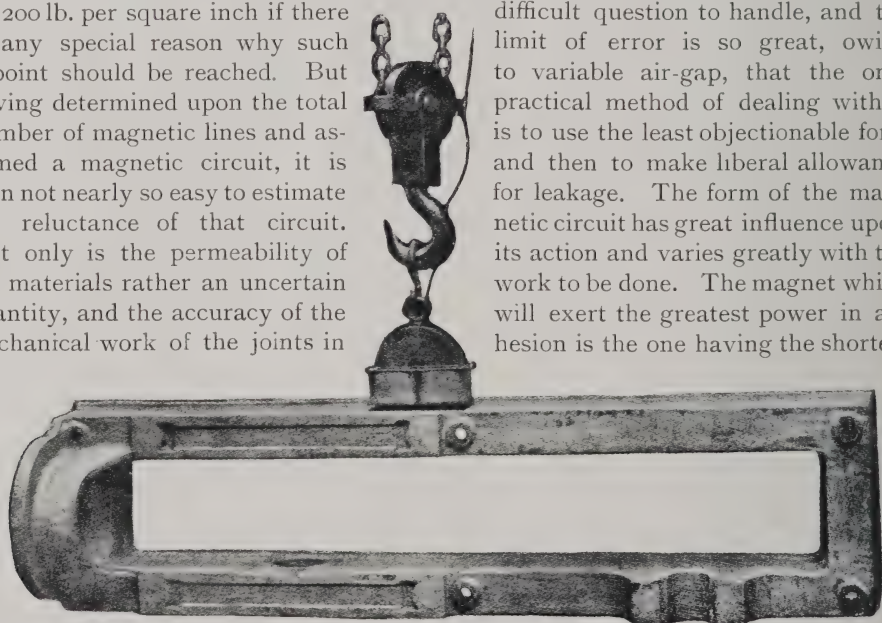 200 lb. per square inch if there
any special reason why such
point should be reached. But
ving determined upon the total
mber of magnetic lines and as-
med a magnetic circuit, it is
n not nearly so easy to estimate
reluctance of that circuit.
t only is the permeability of
materials rather an uncertain
antity, and the accuracy of the
chanical work of the joints in
difficult question to handle, and t
limit of error is so great, owi
to variable air-gap, that the on
practical method of dealing with
is to use the least objectionable for
and then to make liberal allowan
for leakage. The form of the ma
netic circuit has great influence upo
its action and varies greatly with t
work to be done. The magnet whi
will exert the greatest power in a
hesion is the one having the shorte